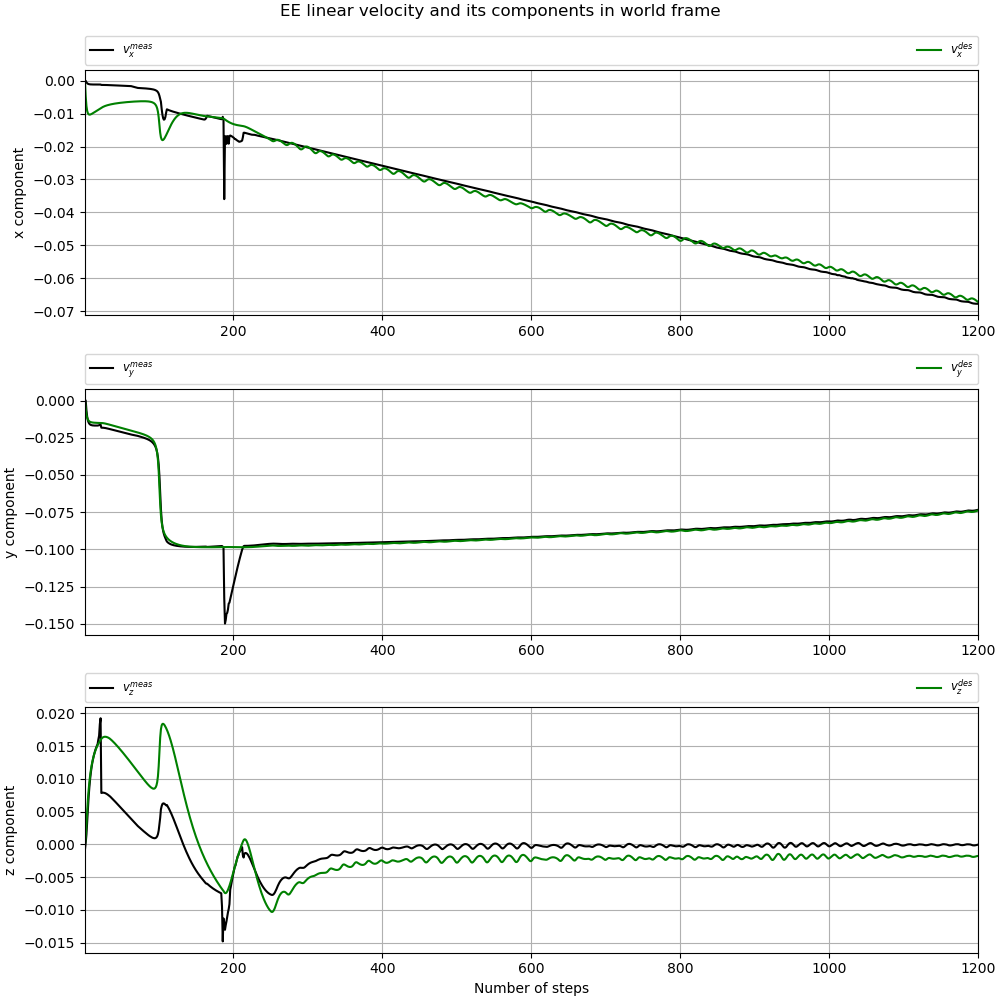 EE linear velocity and its components in world frame
v_x^meas v_x^des
0.00
−0.01
−0.02
−0.03
−0.04
−0.05
−0.06
−0.07
x component
200 400 600 800 1000 1200
v_y^meas v_y^des
0.000
−0.025
−0.050
−0.075
−0.100
−0.125
−0.150
y component
200 400 600 800 1000 1200
v_z^meas v_z^des
0.020
0.015
0.010
0.005
0.000
−0.005
−0.010
−0.015
z component
200 400 600 800 1000 1200
Number of steps